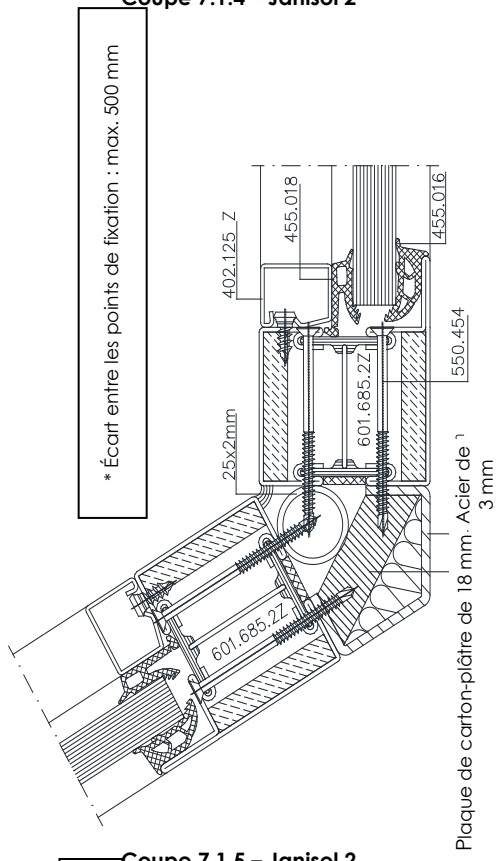 Coupe 7.1.4 – Janisol 2
* Écart entre les points de fixation : max. 500 mm
402.125 Z
455.018
25x2mm
601.685.2Z
601.685.2Z
455.016
550.454
Plaque de carton-plâtre de 18 mm. Acier de
3 mm
Coupe 7.1.5 – Janisol 2